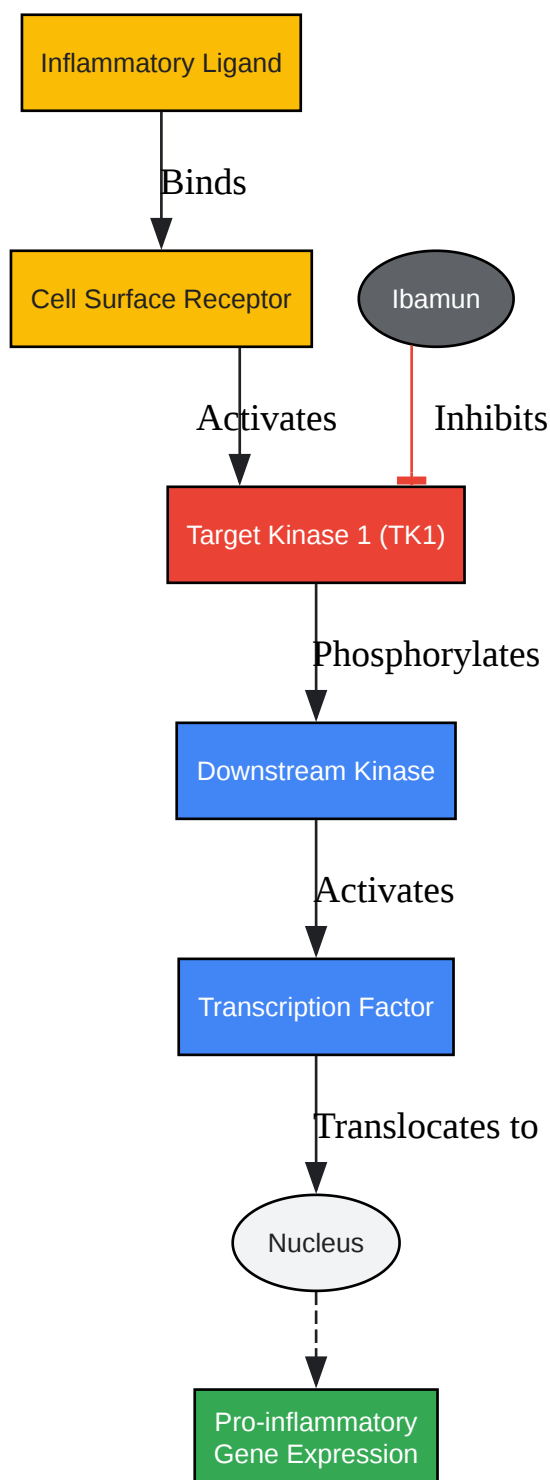 Inflammatory Ligand
Binds
Cell Surface Receptor
Ibamun
Activates
Inhibits
Target Kinase 1 (TK1)
Phosphorylates
Downstream Kinase
Activates
Transcription Factor
Translocates to
Nucleus
Pro-inflammatory
Gene Expression